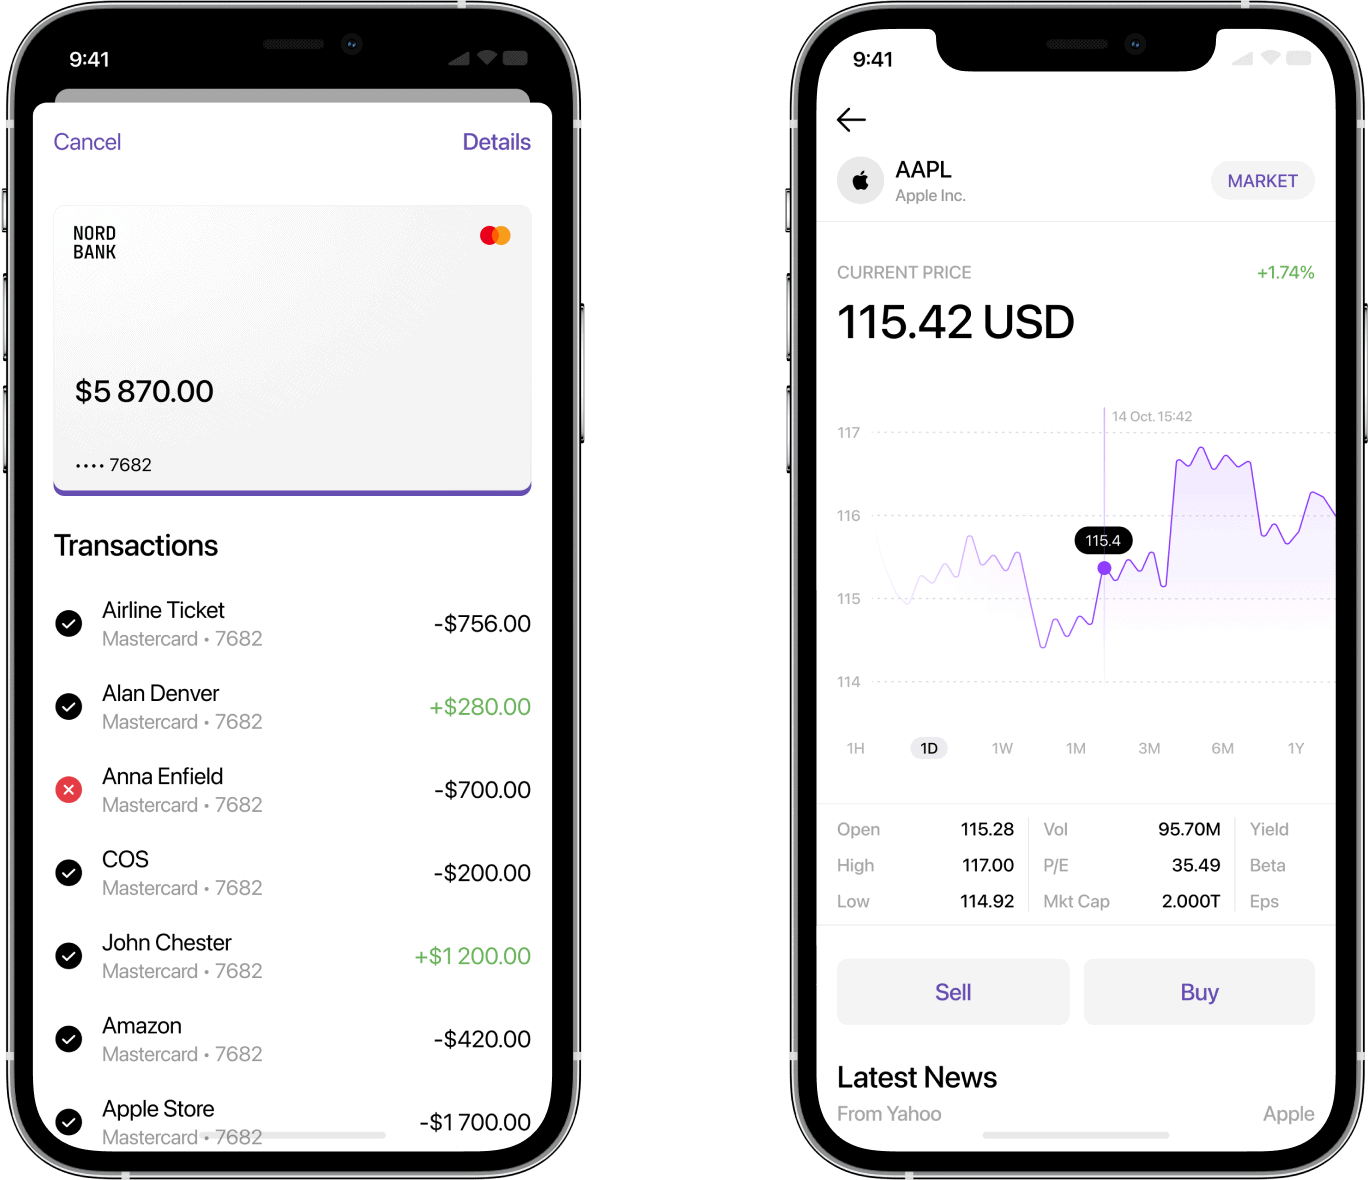 9:41
Cancel
Details
NORD
BANK
$5 870.00
•••• 7682
Transactions
Airline Ticket
Mastercard • 7682
-$756.00
Alan Denver
Mastercard • 7682
+$280.00
Anna Enfield
Mastercard • 7682
-$700.00
COS
Mastercard • 7682
-$200.00
John Chester
Mastercard • 7682
+$1 200.00
Amazon
Mastercard • 7682
-$420.00
Apple Store
Mastercard • 7682
-$1 700.00
9:41
AAPL
Apple Inc.
MARKET
CURRENT PRICE
+1.74%
115.42 USD
14 Oct. 15:42
117
116
115.4
115
114
1H
1D
1W
1M
3M
6M
1Y
Open 115.28 Vol 95.70M Yield
High 117.00 P/E 35.49 Beta
Low 114.92 Mkt Cap 2.000T Eps
Sell
Buy
Latest News
From Yahoo
Apple